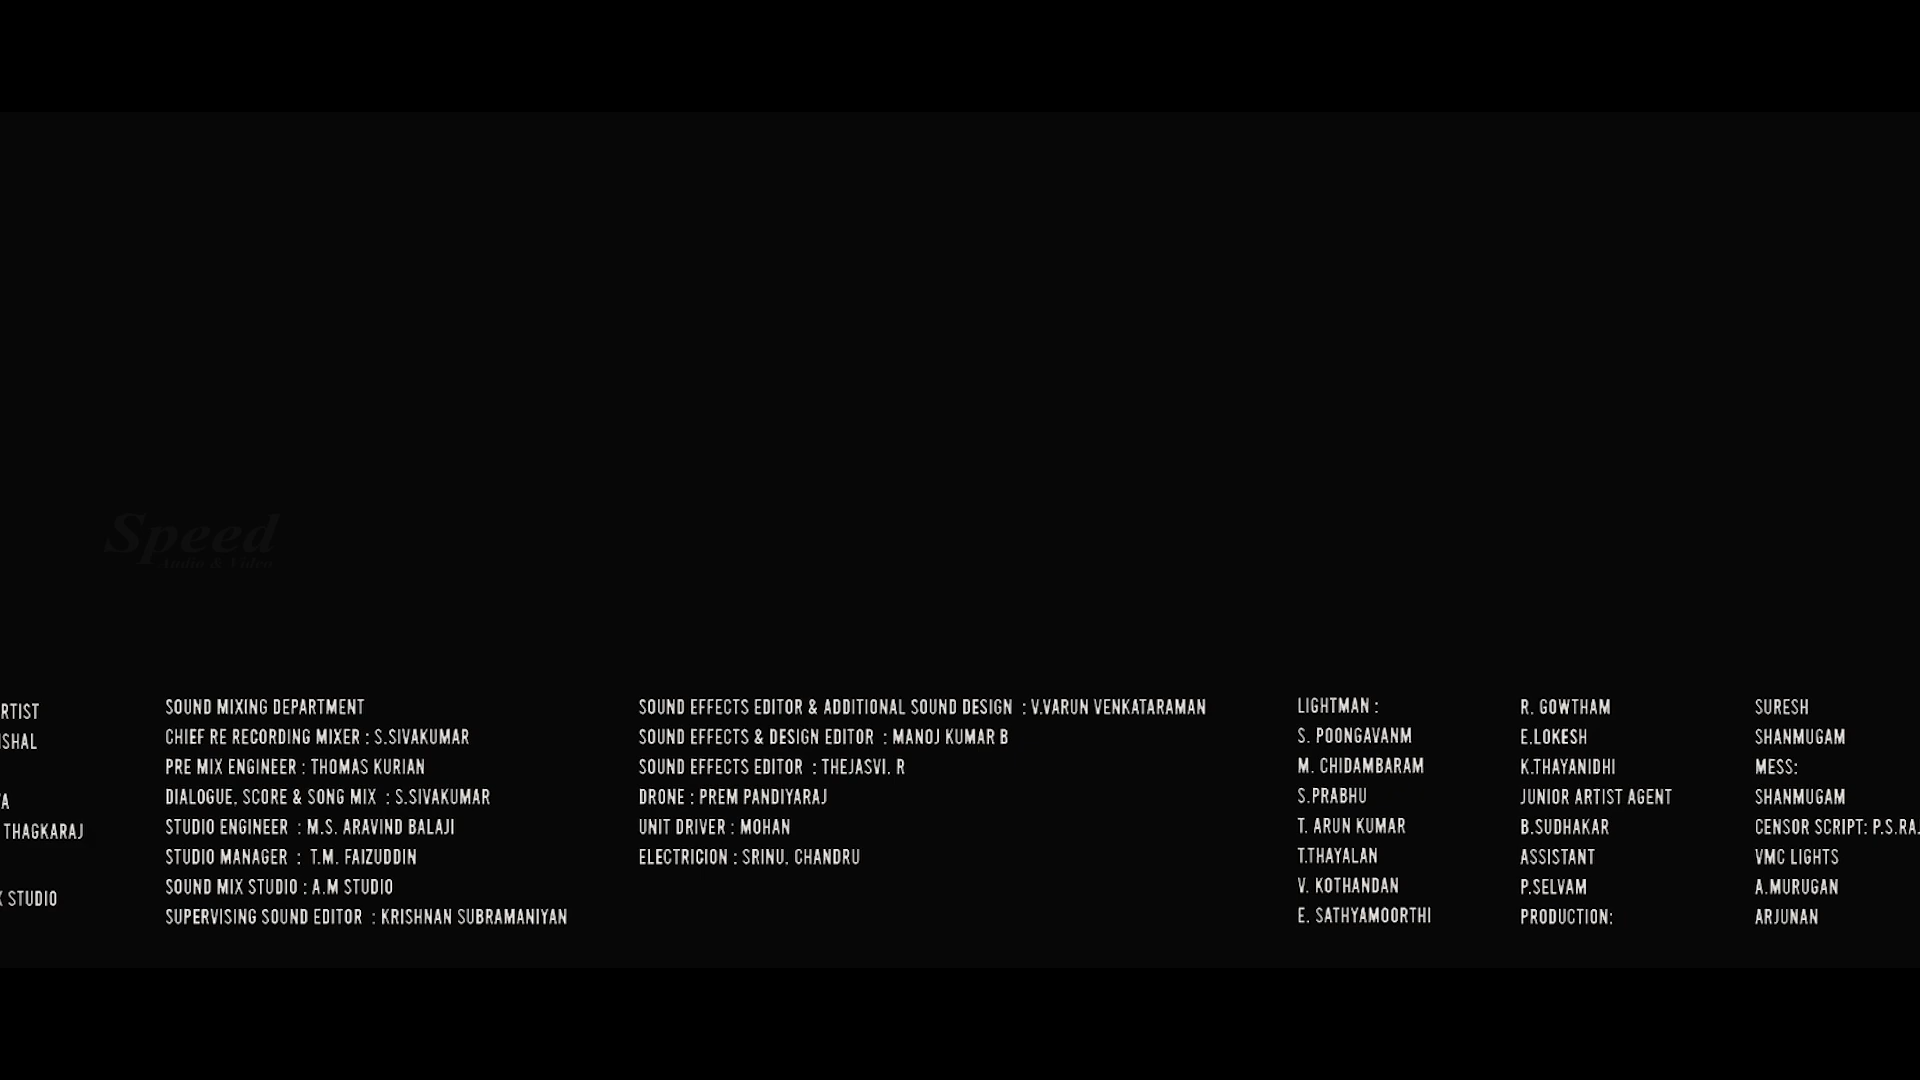 Speed
Audio & Video
RTIST
ISHAL
THAGKARAJ
STUDIO
SOUND MIXING DEPARTMENT
CHIEF RE RECORDING MIXER : S.SIVAKUMAR
PRE MIX ENGINEER : THOMAS KURIAN
DIALOGUE, SCORE & SONG MIX : S.SIVAKUMAR
STUDIO ENGINEER : M.S. ARAVIND BALAJI
STUDIO MANAGER : T.M. FAIZUDDIN
SOUND MIX STUDIO : A.M STUDIO
SUPERVISING SOUND EDITOR : KRISHNAN SUBRAMANIYAN
SOUND EFFECTS EDITOR & ADDITIONAL SOUND DESIGN : V.VARUN VENKATARAMAN
SOUND EFFECTS & DESIGN EDITOR : MANOJ KUMAR B
SOUND EFFECTS EDITOR : THEJASVI. R
DRONE : PREM PANDIYARAJ
UNIT DRIVER : MOHAN
ELECTRICION : SRINU, CHANDRU
LIGHTMAN :
S. POONGAVANM
M. CHIDAMBARAM
S.PRABHU
T. ARUN KUMAR
T.THAYALAN
V. KOTHANDAN
E. SATHYAMOORTHI
R. GOWTHAM
E.LOKESH
K.THAYANIDHI
JUNIOR ARTIST AGENT
B.SUDHAKAR
ASSISTANT
P.SELVAM
PRODUCTION:
SURESH
SHANMUGAM
MESS:
SHANMUGAM
CENSOR SCRIPT: P.S.RAJ
VMC LIGHTS
A.MURUGAN
ARJUNAN